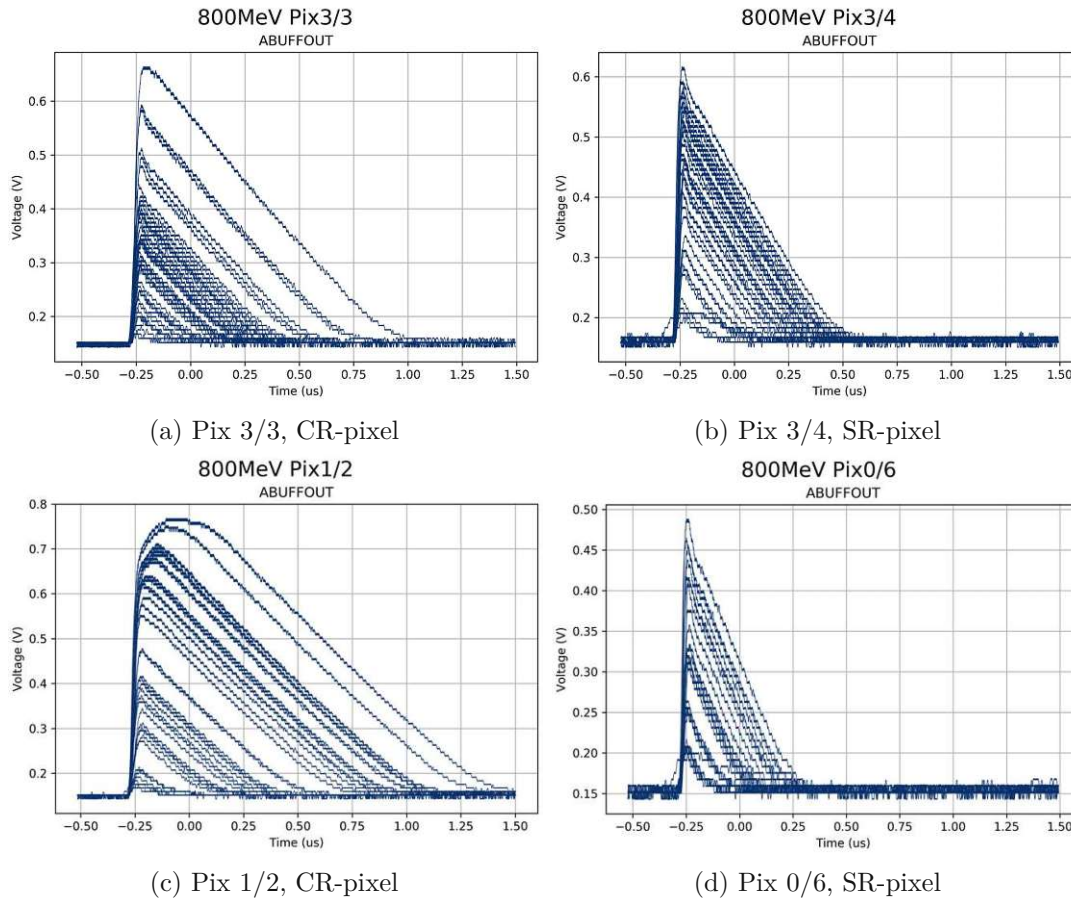 800MeV Pix3/3
ABUFFOUT
Voltage (V)
0.6
0.5
0.4
0.3
0.2
−0.50 −0.25 0.00 0.25 0.50 0.75 1.00 1.25 1.50
Time (us)
(a) Pix 3/3, CR-pixel
800MeV Pix3/4
ABUFFOUT
Voltage (V)
0.6
0.5
0.4
0.3
0.2
−0.50 −0.25 0.00 0.25 0.50 0.75 1.00 1.25 1.50
Time (us)
(b) Pix 3/4, SR-pixel
800MeV Pix1/2
ABUFFOUT
Voltage (V)
0.8
0.7
0.6
0.5
0.4
0.3
0.2
−0.50 −0.25 0.00 0.25 0.50 0.75 1.00 1.25 1.50
Time (us)
(c) Pix 1/2, CR-pixel
800MeV Pix0/6
ABUFFOUT
Voltage (V)
0.50
0.45
0.40
0.35
0.30
0.25
0.20
0.15
−0.50 −0.25 0.00 0.25 0.50 0.75 1.00 1.25 1.50
Time (us)
(d) Pix 0/6, SR-pixel